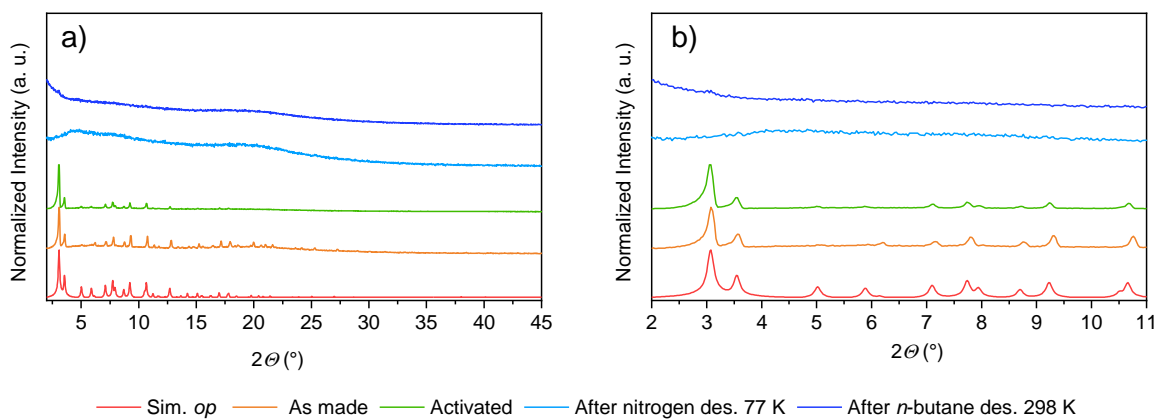 a)
Normalized Intensity (a. u.)
5 10 15 20 25 30 35 40 45
2Θ (°)
b)
Normalized Intensity (a. u.)
2 3 4 5 6 7 8 9 10 11
2Θ (°)
Sim. op As made Activated After nitrogen des. 77 K After n-butane des. 298 K